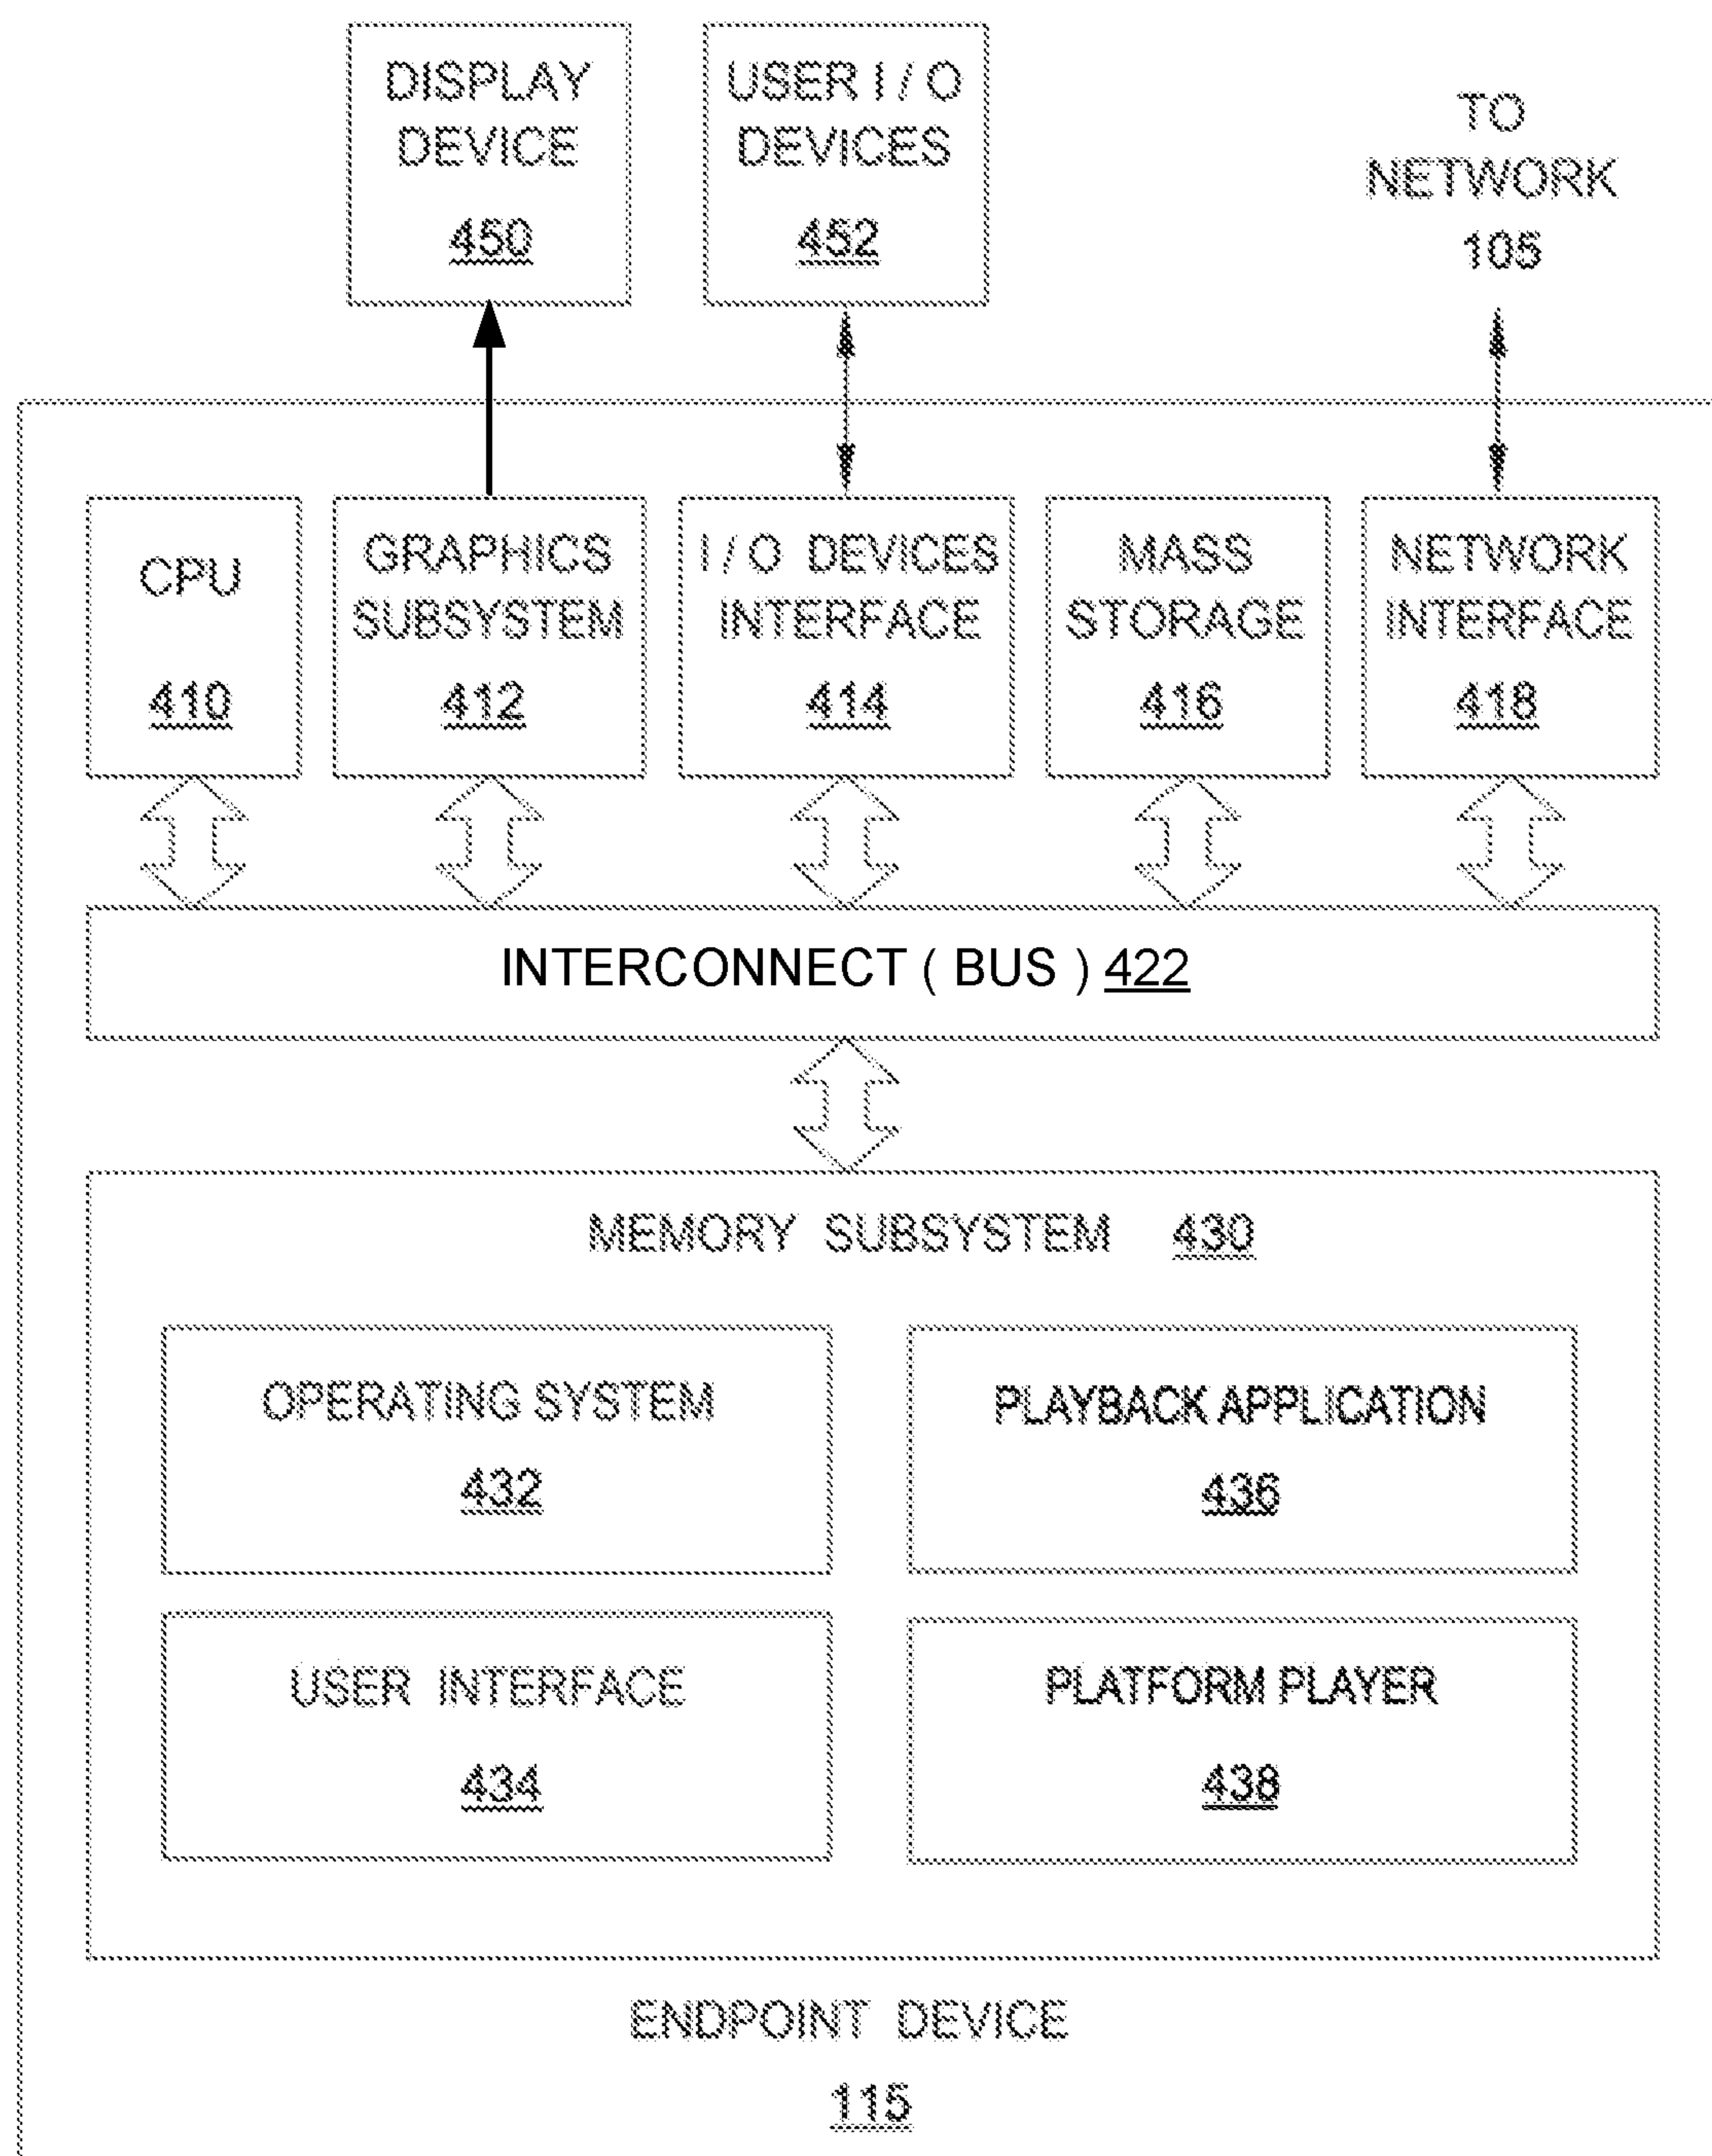 DISPLAY
DEVICE
450
USER I / O
DEVICES
452
TO
NETWORK
105
CPU
410
GRAPHICS
SUBSYSTEM
412
I / O DEVICES
INTERFACE
414
MASS
STORAGE
416
NETWORK
INTERFACE
418
INTERCONNECT ( BUS ) 422
MEMORY SUBSYSTEM 430
OPERATING SYSTEM
432
PLAYBACK APPLICATION
436
USER INTERFACE
434
PLATFORM PLAYER
438
ENDPOINT DEVICE
115